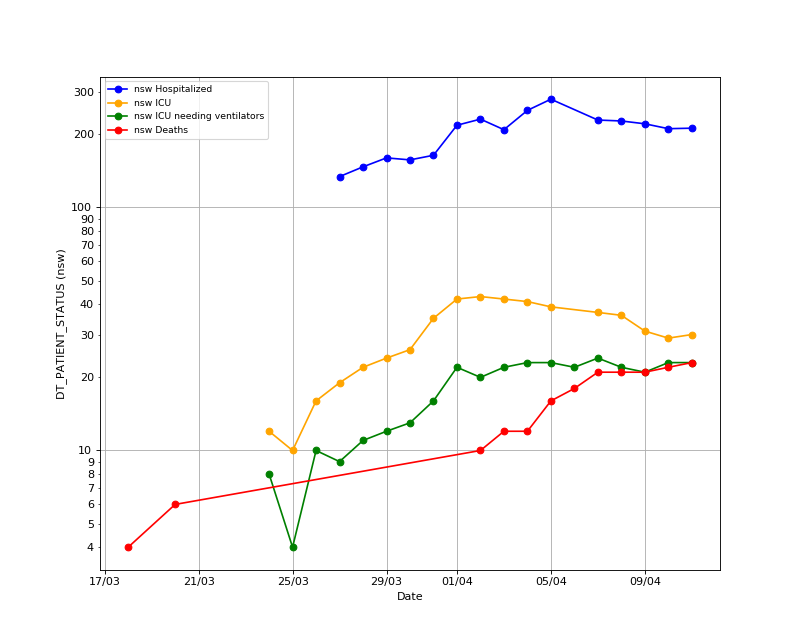 nsw Hospitalized
nsw ICU
nsw ICU needing ventilators
nsw Deaths
300
200
100
90
80
70
60
50
40
30
20
10
9
8
7
6
5
4
DT_PATIENT_STATUS (nsw)
17/03 21/03 25/03 29/03 01/04 05/04 09/04
Date